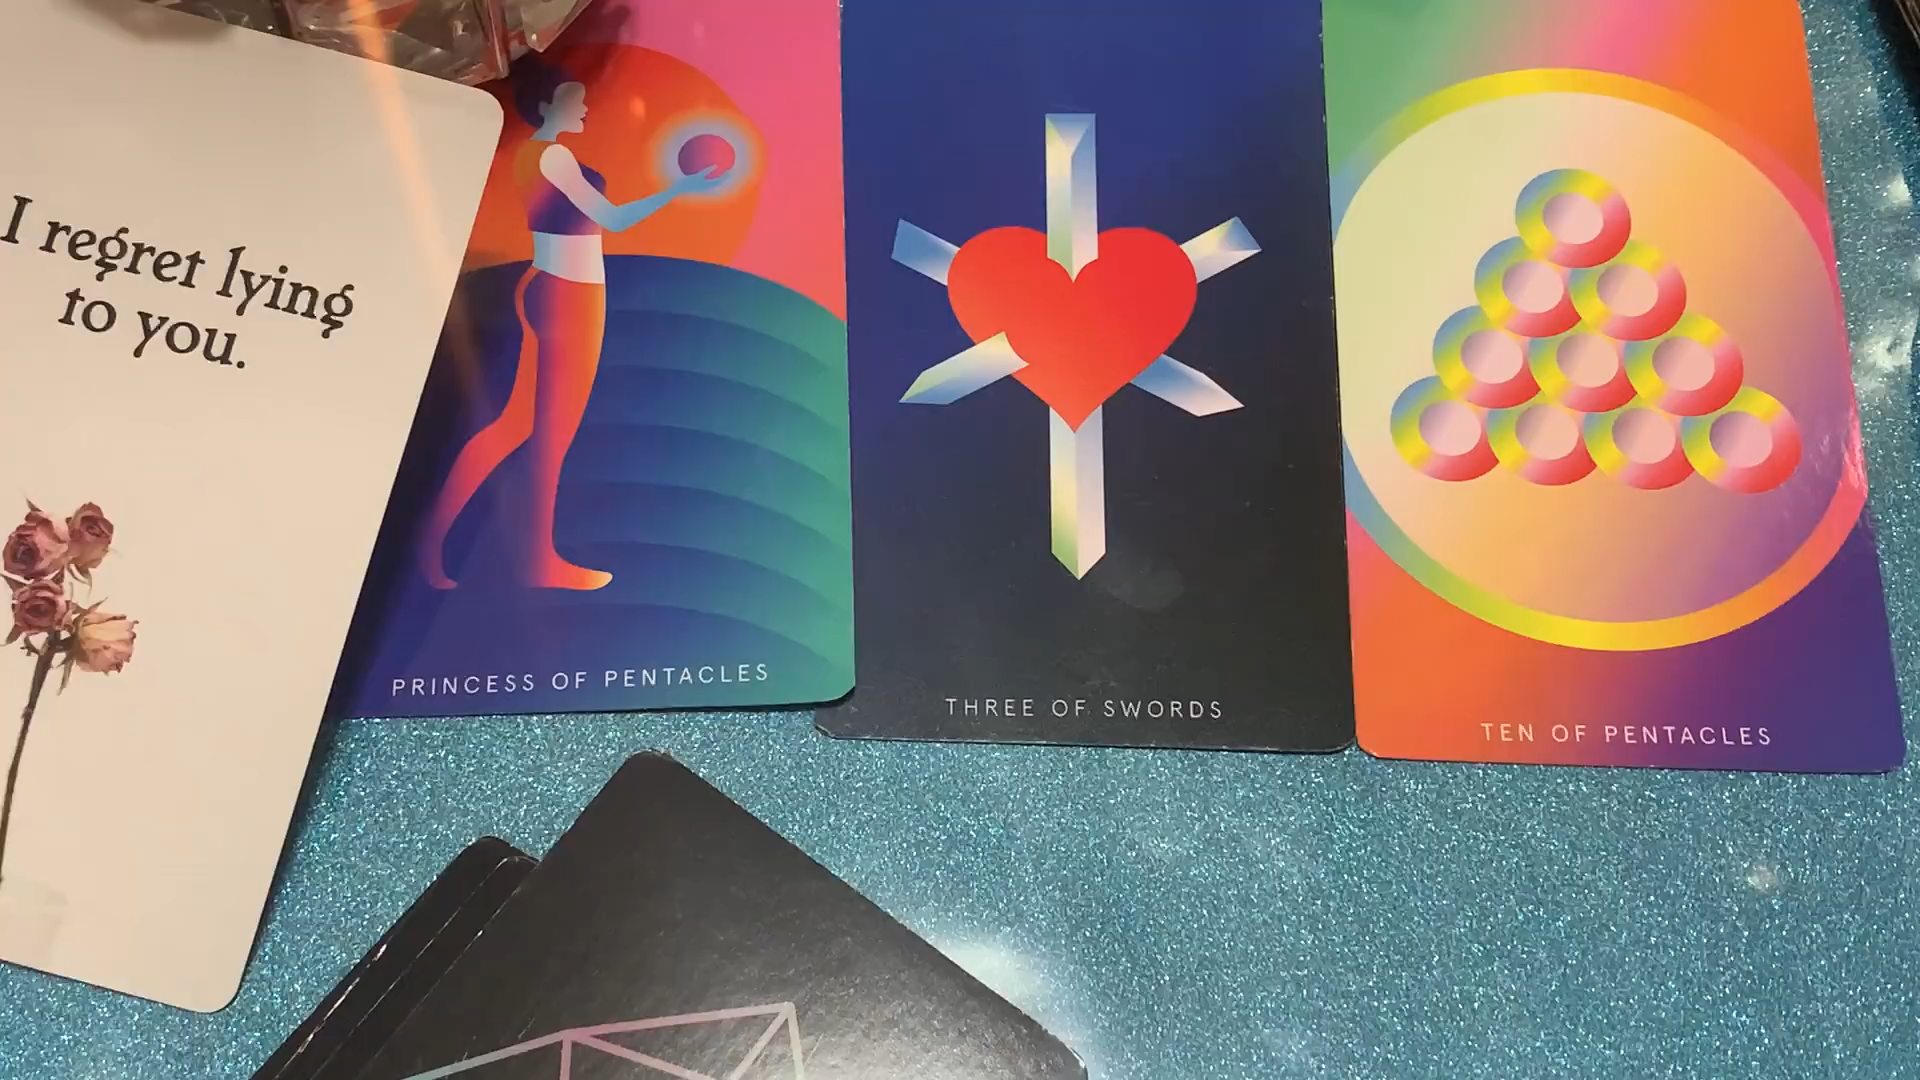 I regret lying
to you.
PRINCESS OF PENTACLES
THREE OF SWORDS
TEN OF PENTACLES